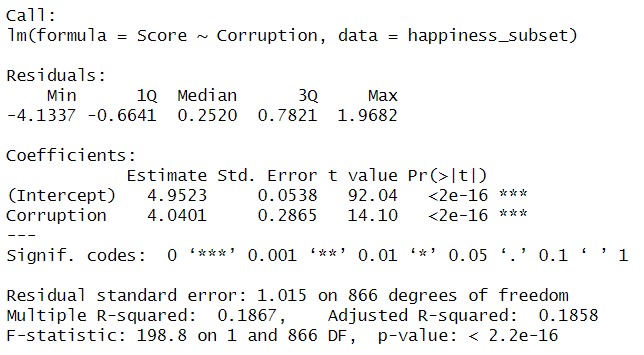 Call:
lm(formula = Score ~ Corruption, data = happiness_subset)
Residuals:
    Min      1Q  Median      3Q     Max
-4.1337 -0.6641  0.2520  0.7821  1.9682
Coefficients:
            Estimate Std. Error t value Pr(>|t|)
(Intercept)   4.9523     0.0538   92.04   <2e-16 ***
Corruption    4.0401     0.2865   14.10   <2e-16 ***
---
Signif. codes:  0 ‘***’ 0.001 ‘**’ 0.01 ‘*’ 0.05 ‘.’ 0.1 ‘ ’ 1
Residual standard error: 1.015 on 866 degrees of freedom
Multiple R-squared:  0.1867,    Adjusted R-squared:  0.1858
F-statistic: 198.8 on 1 and 866 DF,  p-value: < 2.2e-16